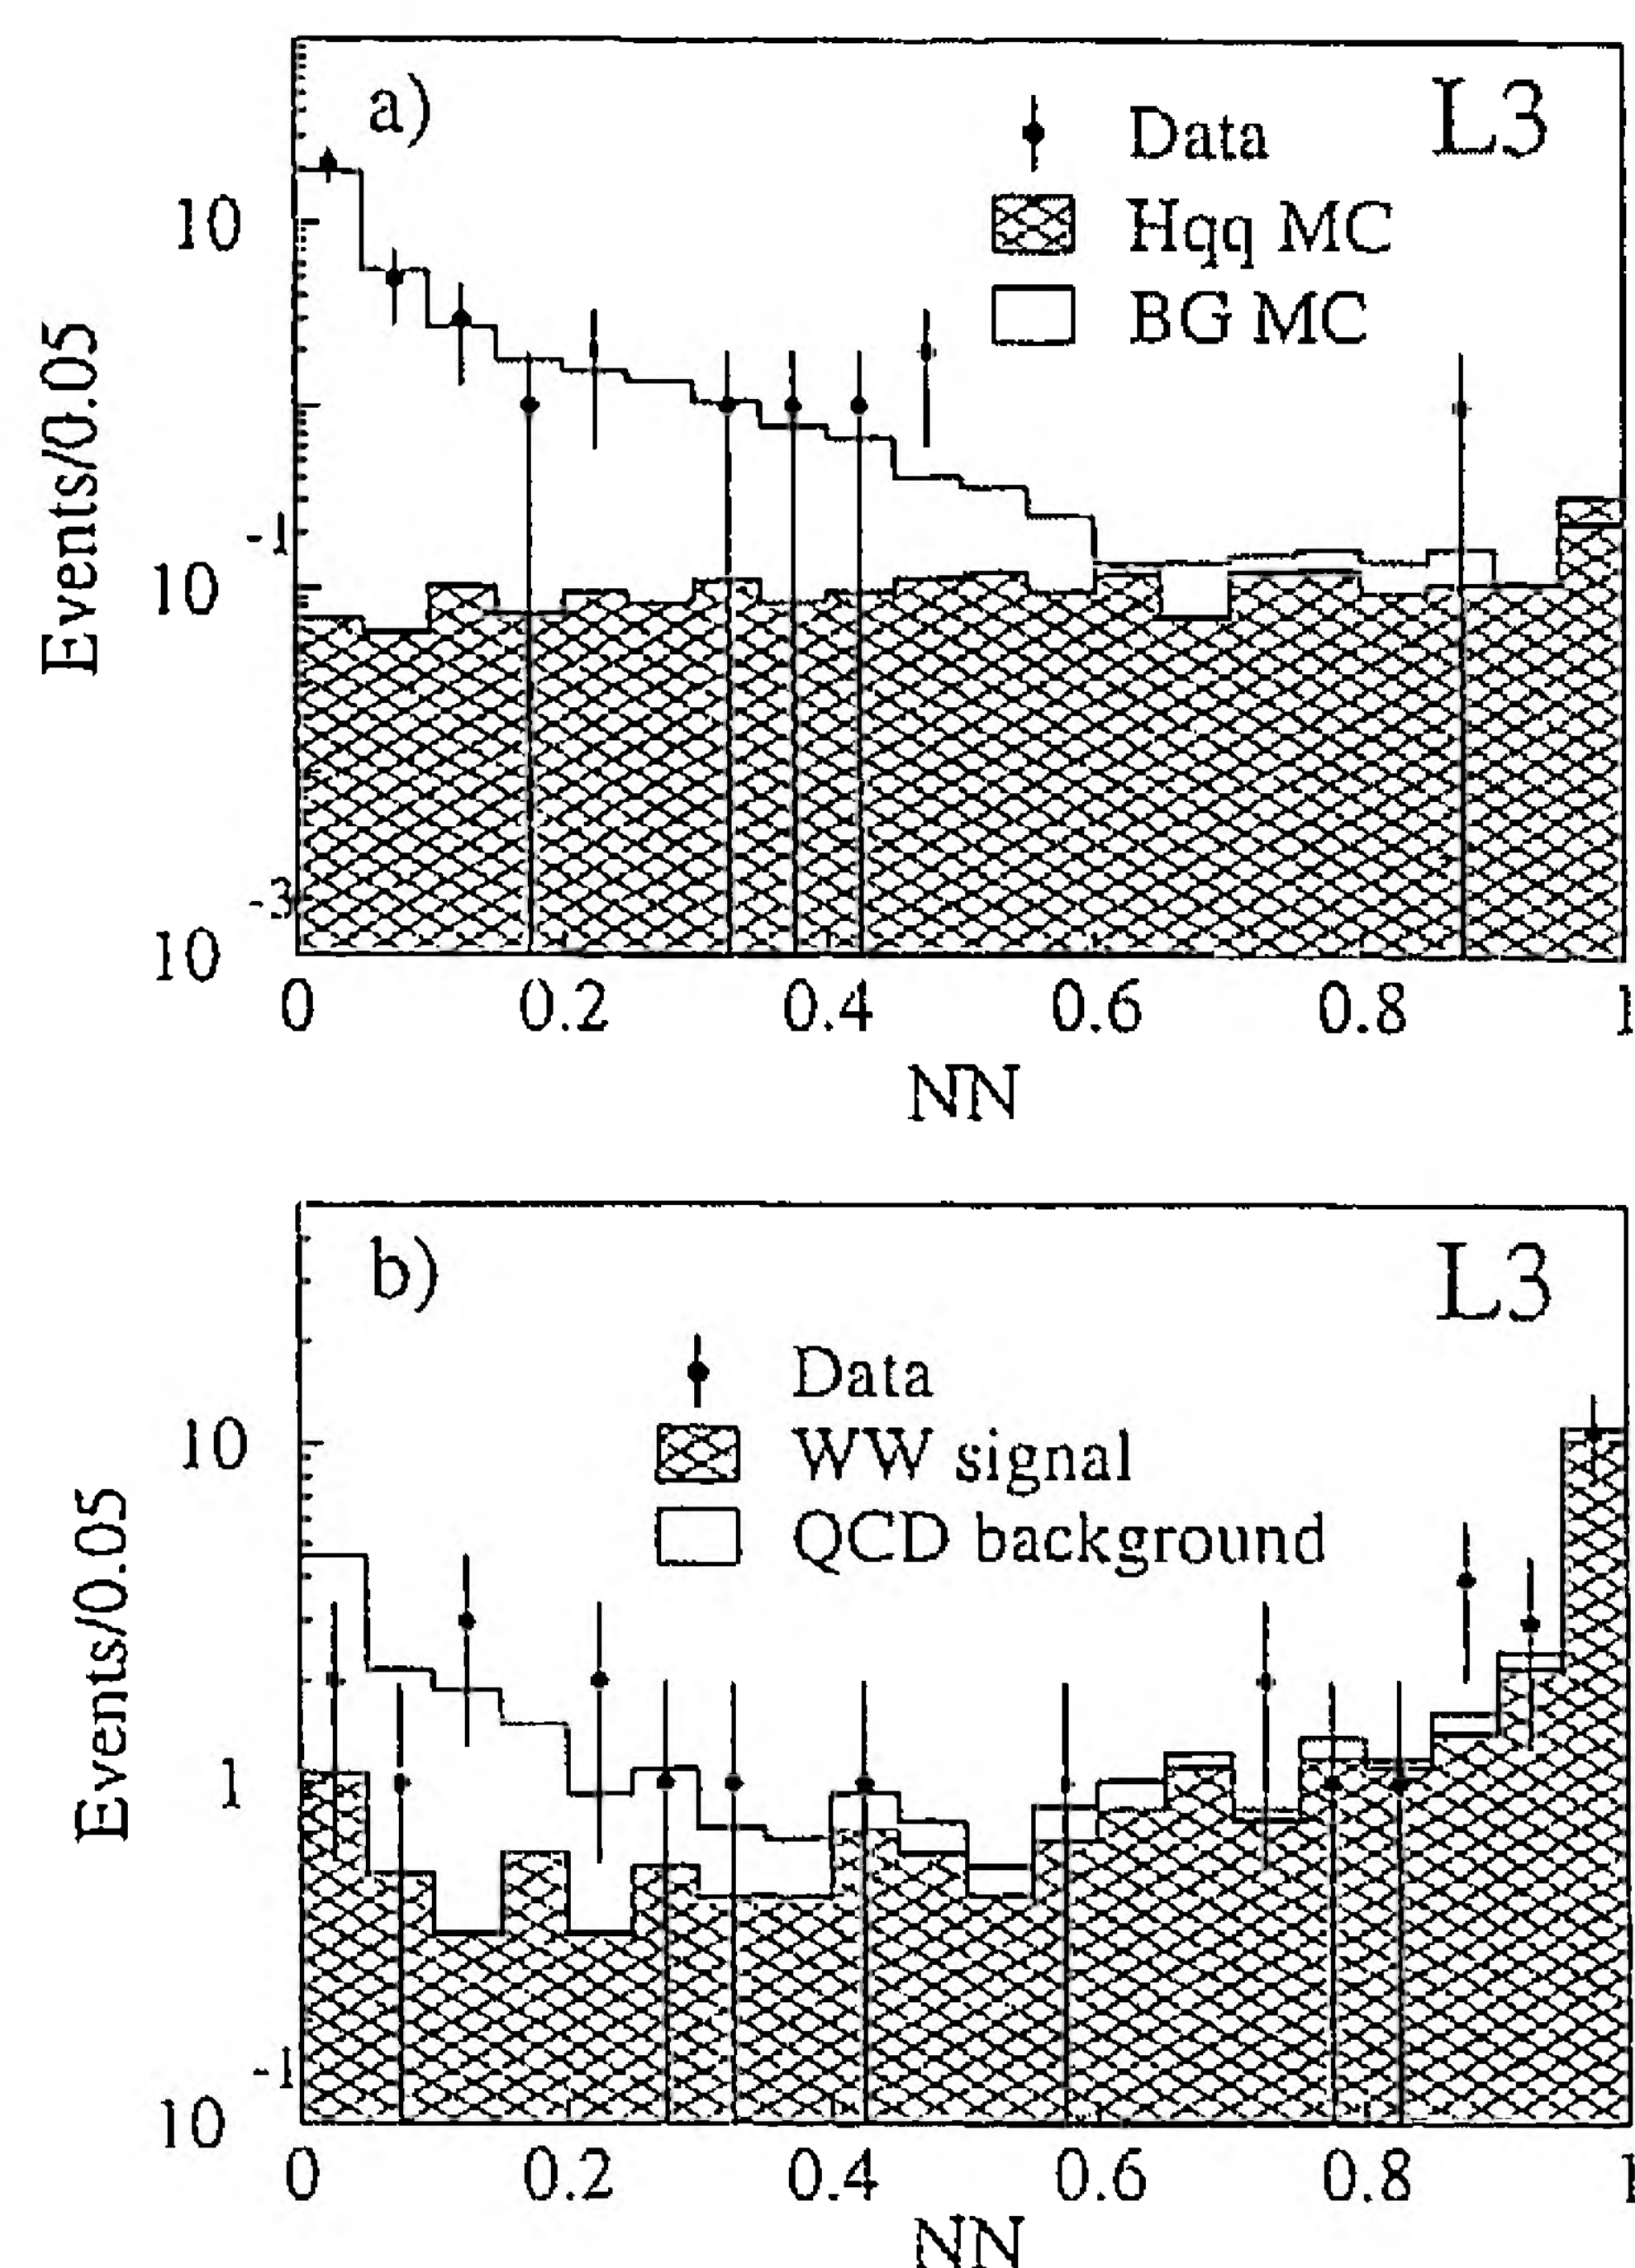 a)
L3
Data
Hqq MC
BG MC
10
10
-1
10
-3
Events/0.05
0 0.2 0.4 0.6 0.8 1
NN
b)
L3
Data
WW signal
QCD background
10
1
10
-1
Events/0.05
0 0.2 0.4 0.6 0.8 1
NN